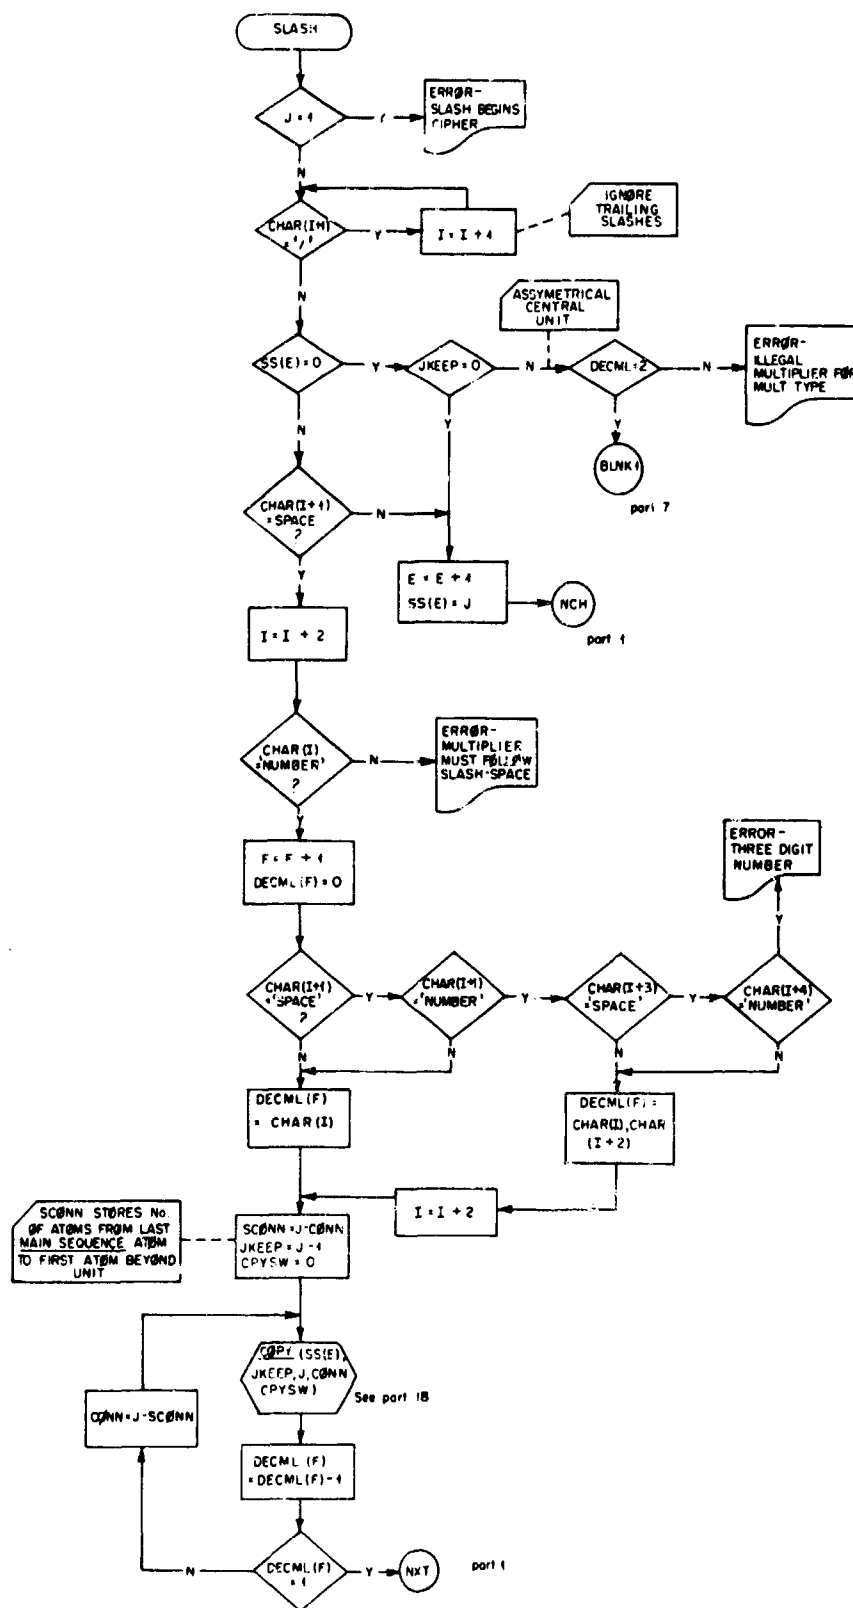 SLASH
J = 1
Y
ERRØR-
SLASH BEGINS
CIPHER
N
CHAR(I+1)
= '/'
Y
I = I + 1
IGNØRE
TRAILING
SLASHES
N
ASSYMETRICAL
CENTRAL
UNIT
SS(E) = 0
Y
JKEEP = 0
N
DECML = 2
N
ERRØR-
ILLEGAL
MULTIPLIER FØR
MULT TYPE
N
Y
Y
BLNK1
part 7
CHAR(I+1)
= SPACE
?
N
Y
E = E + 1
SS(E) = J
NCH
part 1
I = I + 2
CHAR(I)
='NUMBER'
?
N
ERRØR-
MULTIPLIER
MUST FØLLØW
SLASH-SPACE
Y
F = F + 1
DECML(F) = 0
ERROR-
THREE DIGIT
NUMBER
Y
CHAR(I+1)
='SPACE'
?
Y
CHAR(I+1)
='NUMBER'
Y
CHAR(I+3)
='SPACE'
Y
CHAR(I+4)
='NUMBER'
N
N
N
N
DECML(F)
= CHAR(I)
DECML(F) =
CHAR(I),CHAR
(I+2)
I = I + 2
SCØNN STØRES No.
ØF ATØMS FRØM LAST
MAIN SEQUENCE ATØM
TO FIRST ATØM BEYØND
UNIT
SCØNN = J-CØNN
JKEEP = J-1
CPYSW = 0
CØPY (SS(E),
JKEEP,J,CØNN
CPYSW)
See part 18
CØNN = J-SCØNN
DECML(F)
= DECML(F)-1
N
DECML(F)
= 1
Y
NXT
part 1